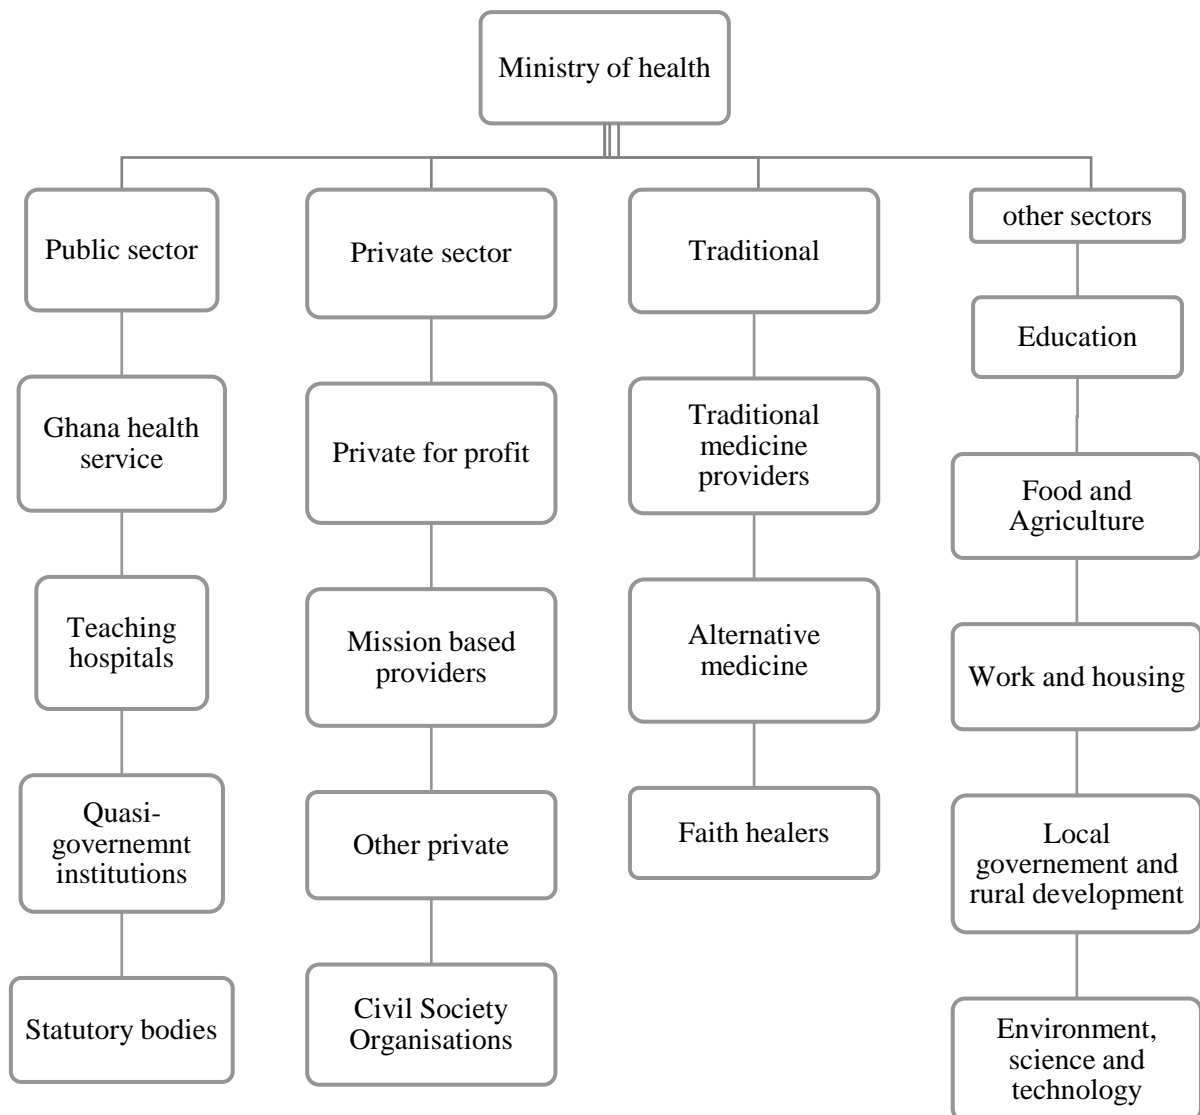 Ministry of health
Public sector
Ghana health
service
Teaching
hospitals
Quasi-
governemnt
institutions
Statutory bodies
Private sector
Private for profit
Mission based
providers
Other private
Civil Society
Organisations
Traditional
Traditional
medicine
providers
Alternative
medicine
Faith healers
other sectors
Education
Food and
Agriculture
Work and housing
Local
governement and
rural development
Environment,
science and
technology